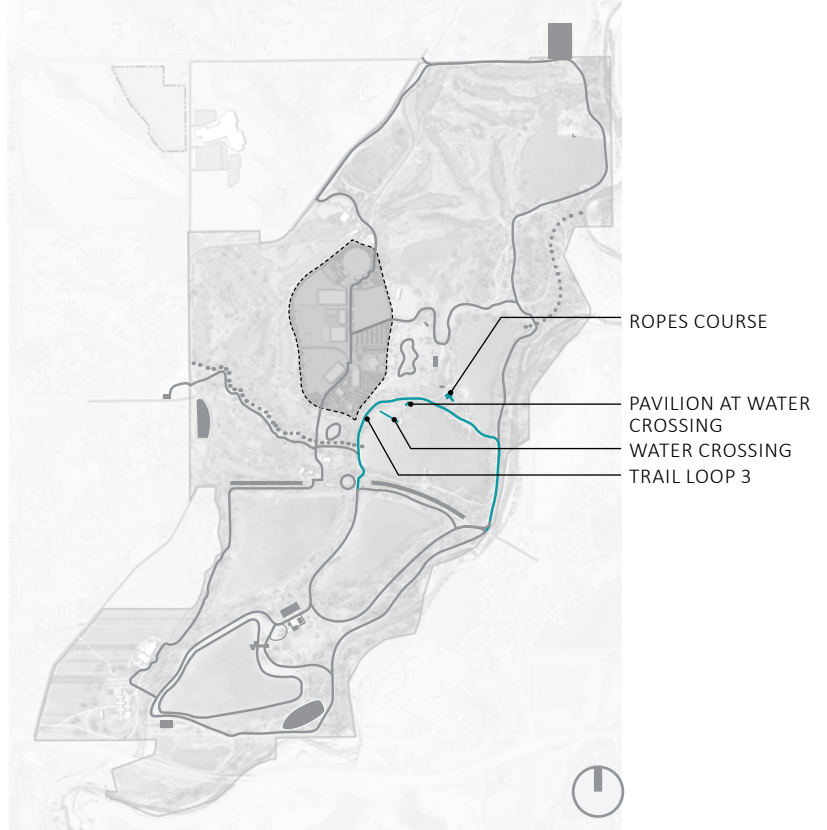 ROPES COURSE
PAVILION AT WATER
CROSSING
WATER CROSSING
TRAIL LOOP 3